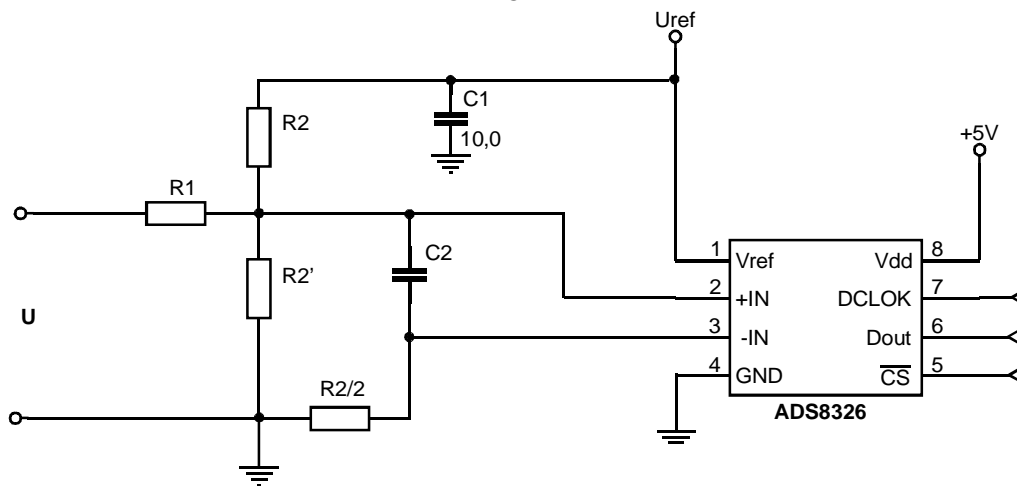 Uref
C1
R2
10,0
+5V
R1
C2
1 Vref Vdd 8
R2’
2 +IN DCLOK 7
U
3 -IN Dout 6
R2/2
4 GND CS 5
ADS8326